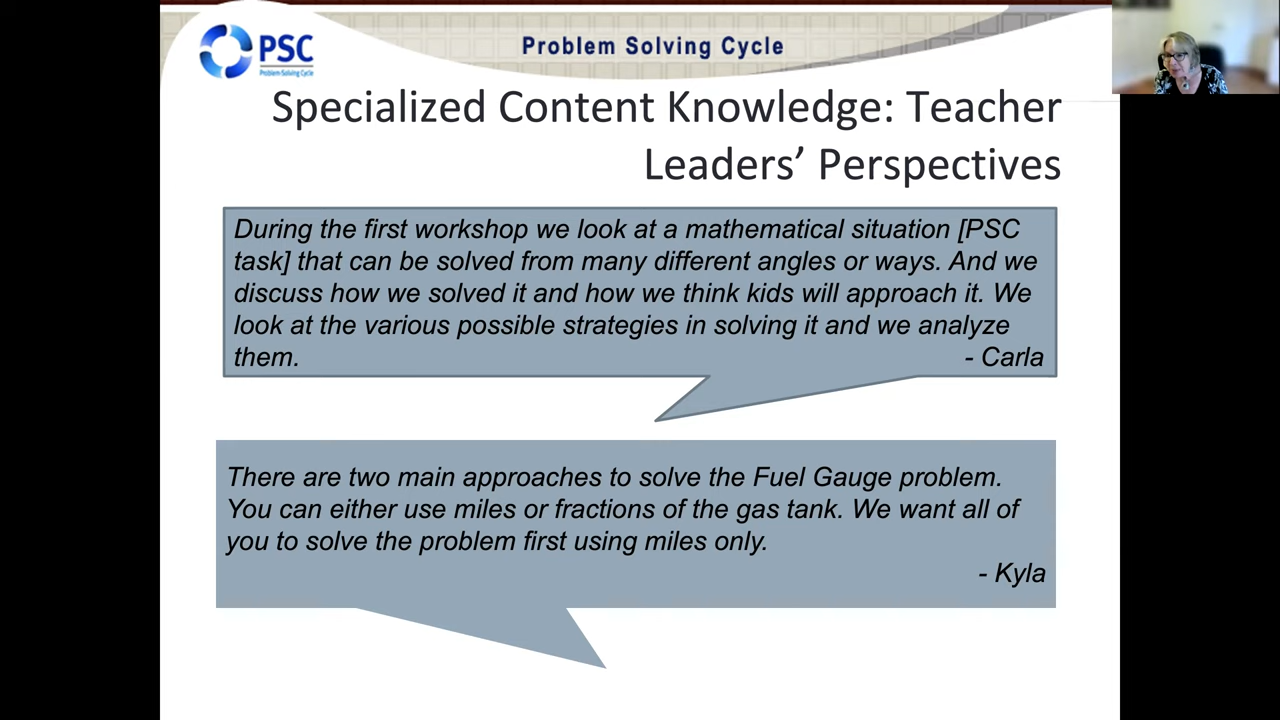 PSC
Problem-Solving Cycle
Problem Solving Cycle
Specialized Content Knowledge: Teacher
Leaders’ Perspectives
During the first workshop we look at a mathematical situation [PSC
task] that can be solved from many different angles or ways. And we
discuss how we solved it and how we think kids will approach it. We
look at the various possible strategies in solving it and we analyze
them. - Carla
There are two main approaches to solve the Fuel Gauge problem.
You can either use miles or fractions of the gas tank. We want all of
you to solve the problem first using miles only.
- Kyla